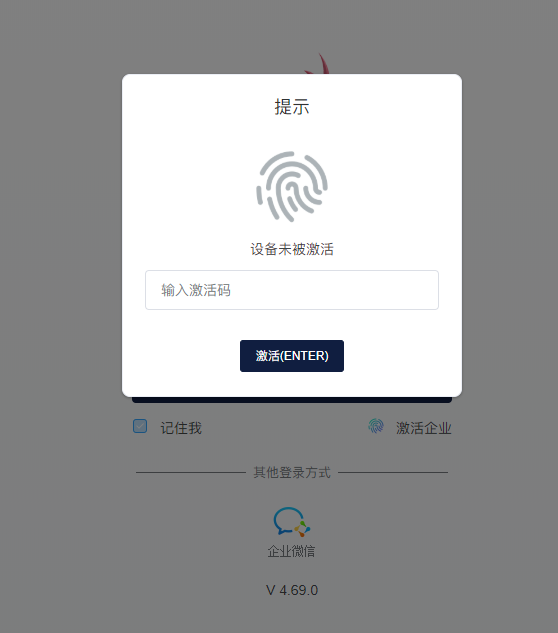 提示
设备未被激活
输入激活码
激活(ENTER)
记住我
激活企业
其他登录方式
企业微信
V 4.69.0